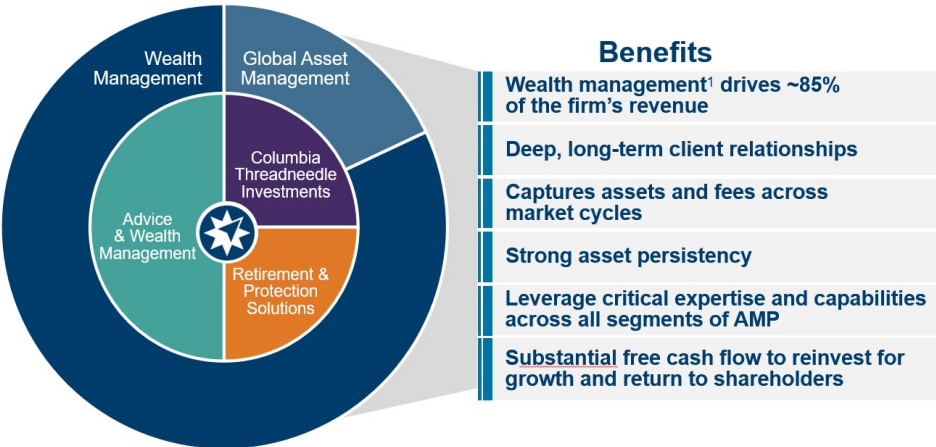 Wealth
Management
Global Asset
Management
Columbia
Threadneedle
Investments
Advice
& Wealth
Management
Retirement &
Protection
Solutions
Benefits
Wealth management¹ drives ~85%
of the firm’s revenue
Deep, long-term client relationships
Captures assets and fees across
market cycles
Strong asset persistency
Leverage critical expertise and capabilities
across all segments of AMP
Substantial free cash flow to reinvest for
growth and return to shareholders